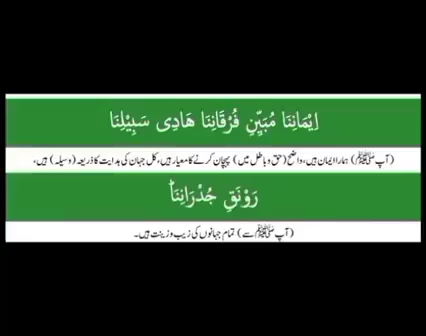 اِيْمَانِنَا مُبَيِّنِ فُرْقَانِنَا هَادِى سَبِيْلِنَا
(آپ ﷺ) ہمارا ایمان ہیں، واضح (حق و باطل میں) پہچان کرنے کا معیار ہیں، کل جہان کی ہدایت کا ذریعہ (وسیلہ) ہیں،
رَوْنَقِ جُدْرَانِنَاؕ
(آپ ﷺ سے) تمام جہانوں کی زیب و زینت ہیں۔